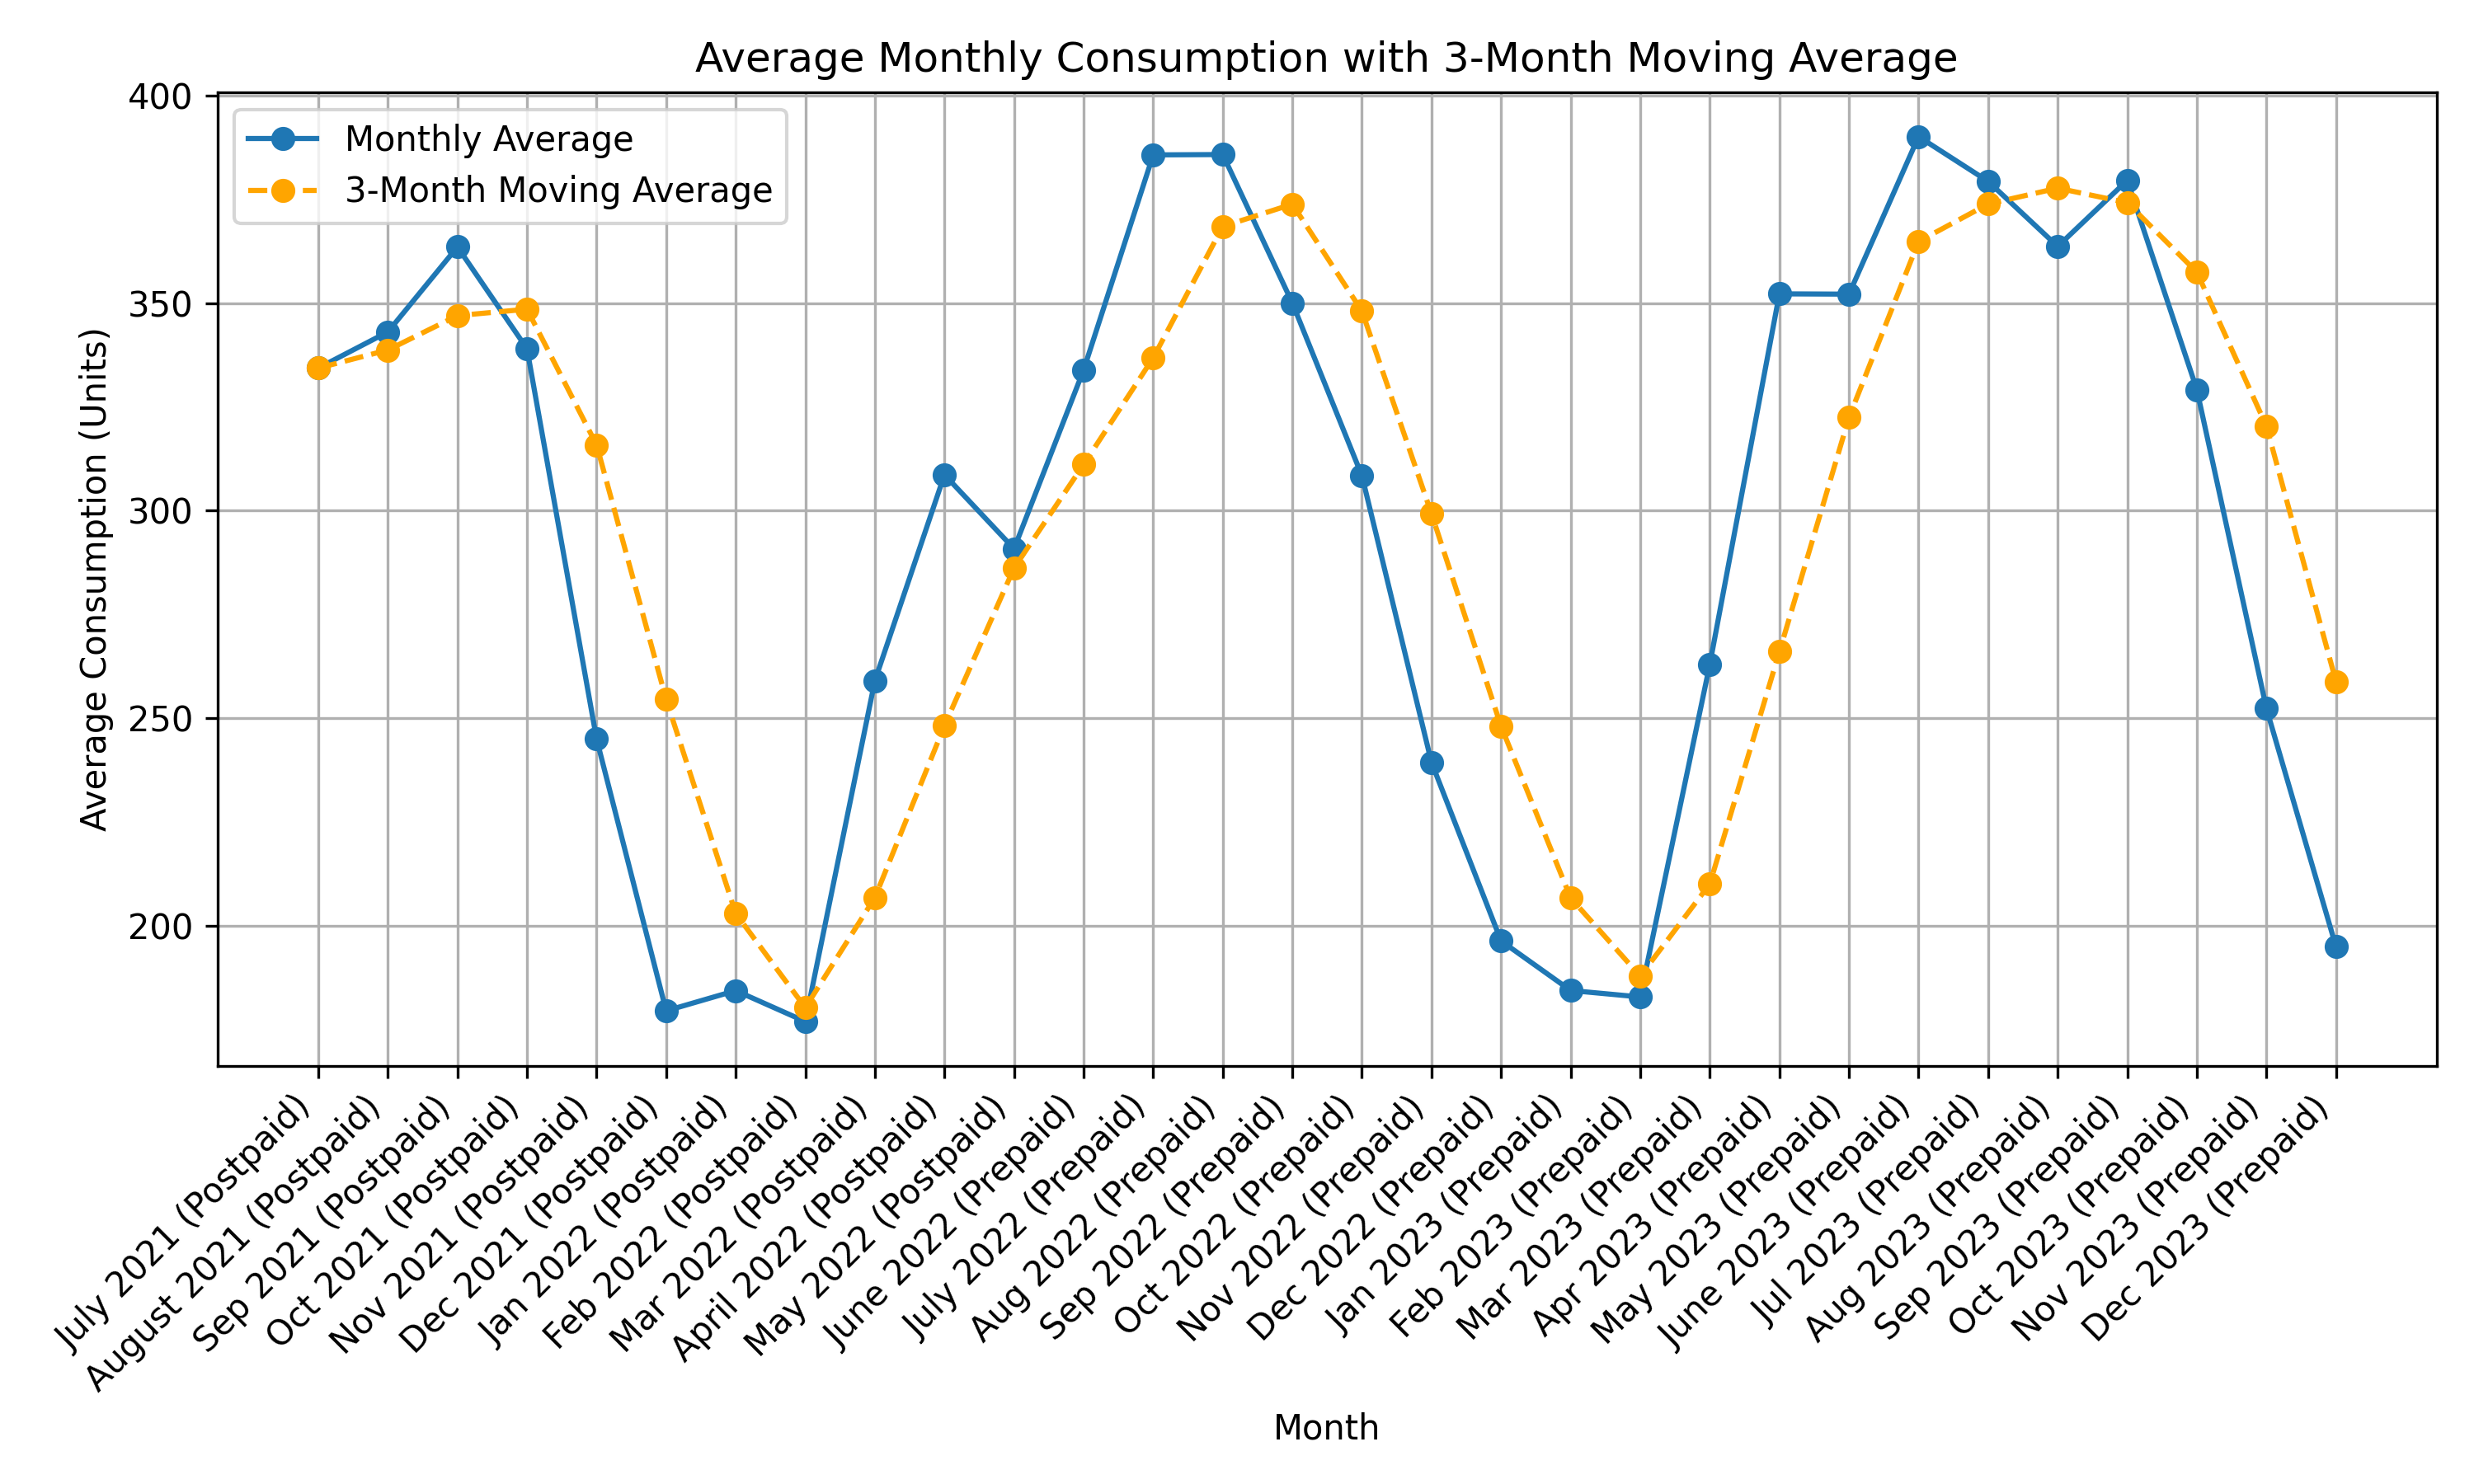 Average Monthly Consumption with 3-Month Moving Average
400
350
300
250
200
Average Consumption (Units)
Monthly Average
3-Month Moving Average
July 2021 (Postpaid)
August 2021 (Postpaid)
Sep 2021 (Postpaid)
Oct 2021 (Postpaid)
Nov 2021 (Postpaid)
Dec 2021 (Postpaid)
Jan 2022 (Postpaid)
Feb 2022 (Postpaid)
Mar 2022 (Postpaid)
April 2022 (Postpaid)
May 2022 (Postpaid)
June 2022 (Prepaid)
July 2022 (Prepaid)
Aug 2022 (Prepaid)
Sep 2022 (Prepaid)
Oct 2022 (Prepaid)
Nov 2022 (Prepaid)
Dec 2022 (Prepaid)
Jan 2023 (Prepaid)
Feb 2023 (Prepaid)
Mar 2023 (Prepaid)
Apr 2023 (Prepaid)
May 2023 (Prepaid)
June 2023 (Prepaid)
Jul 2023 (Prepaid)
Aug 2023 (Prepaid)
Sep 2023 (Prepaid)
Oct 2023 (Prepaid)
Nov 2023 (Prepaid)
Dec 2023 (Prepaid)
Month